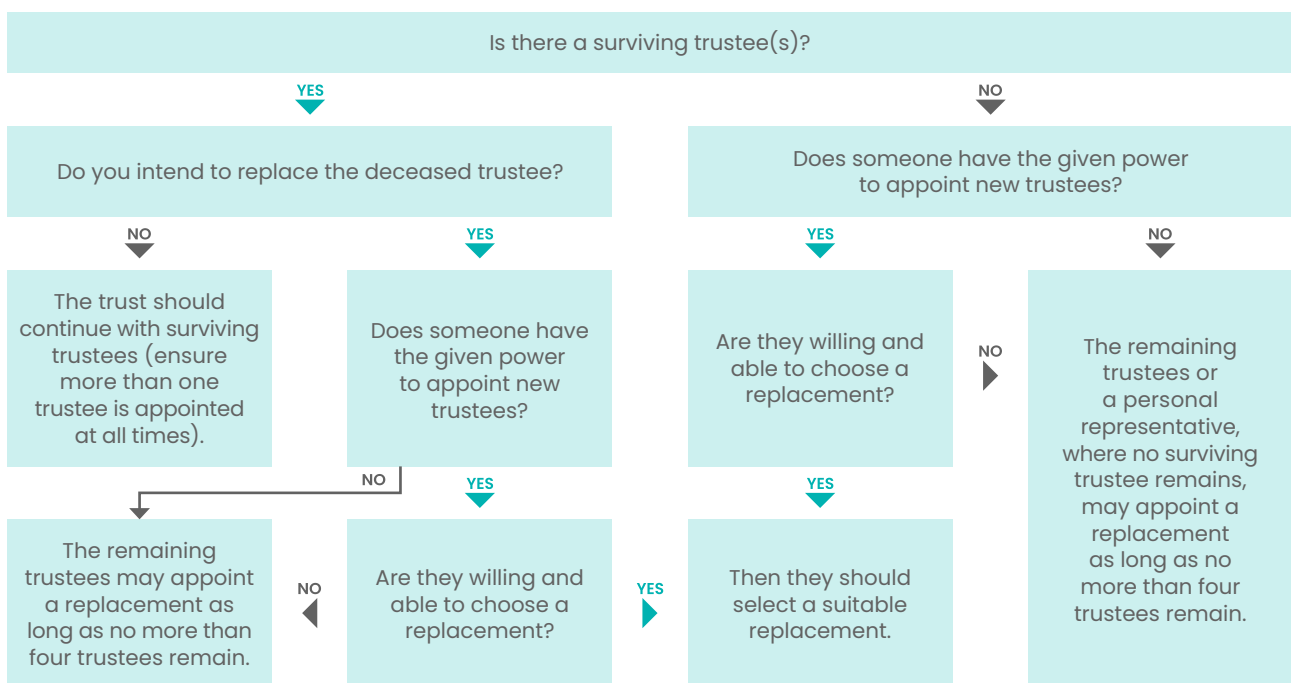 Is there a surviving trustee(s)?
YES
NO
Do you intend to replace the deceased trustee?
Does someone have the given power
to appoint new trustees?
NO
YES
YES
NO
The trust should
continue with surviving
trustees (ensure
more than one
trustee is appointed
at all times).
Does someone have
the given power
to appoint new
trustees?
Are they willing and
able to choose a
replacement?
NO
The remaining
trustees or
a personal
representative,
where no surviving
trustee remains,
may appoint a
replacement
as long as no
more than four
trustees remain.
NO
YES
YES
The remaining
trustees may appoint
a replacement as
long as no more than
four trustees remain.
NO
Are they willing and
able to choose a
replacement?
YES
Then they should
select a suitable
replacement.